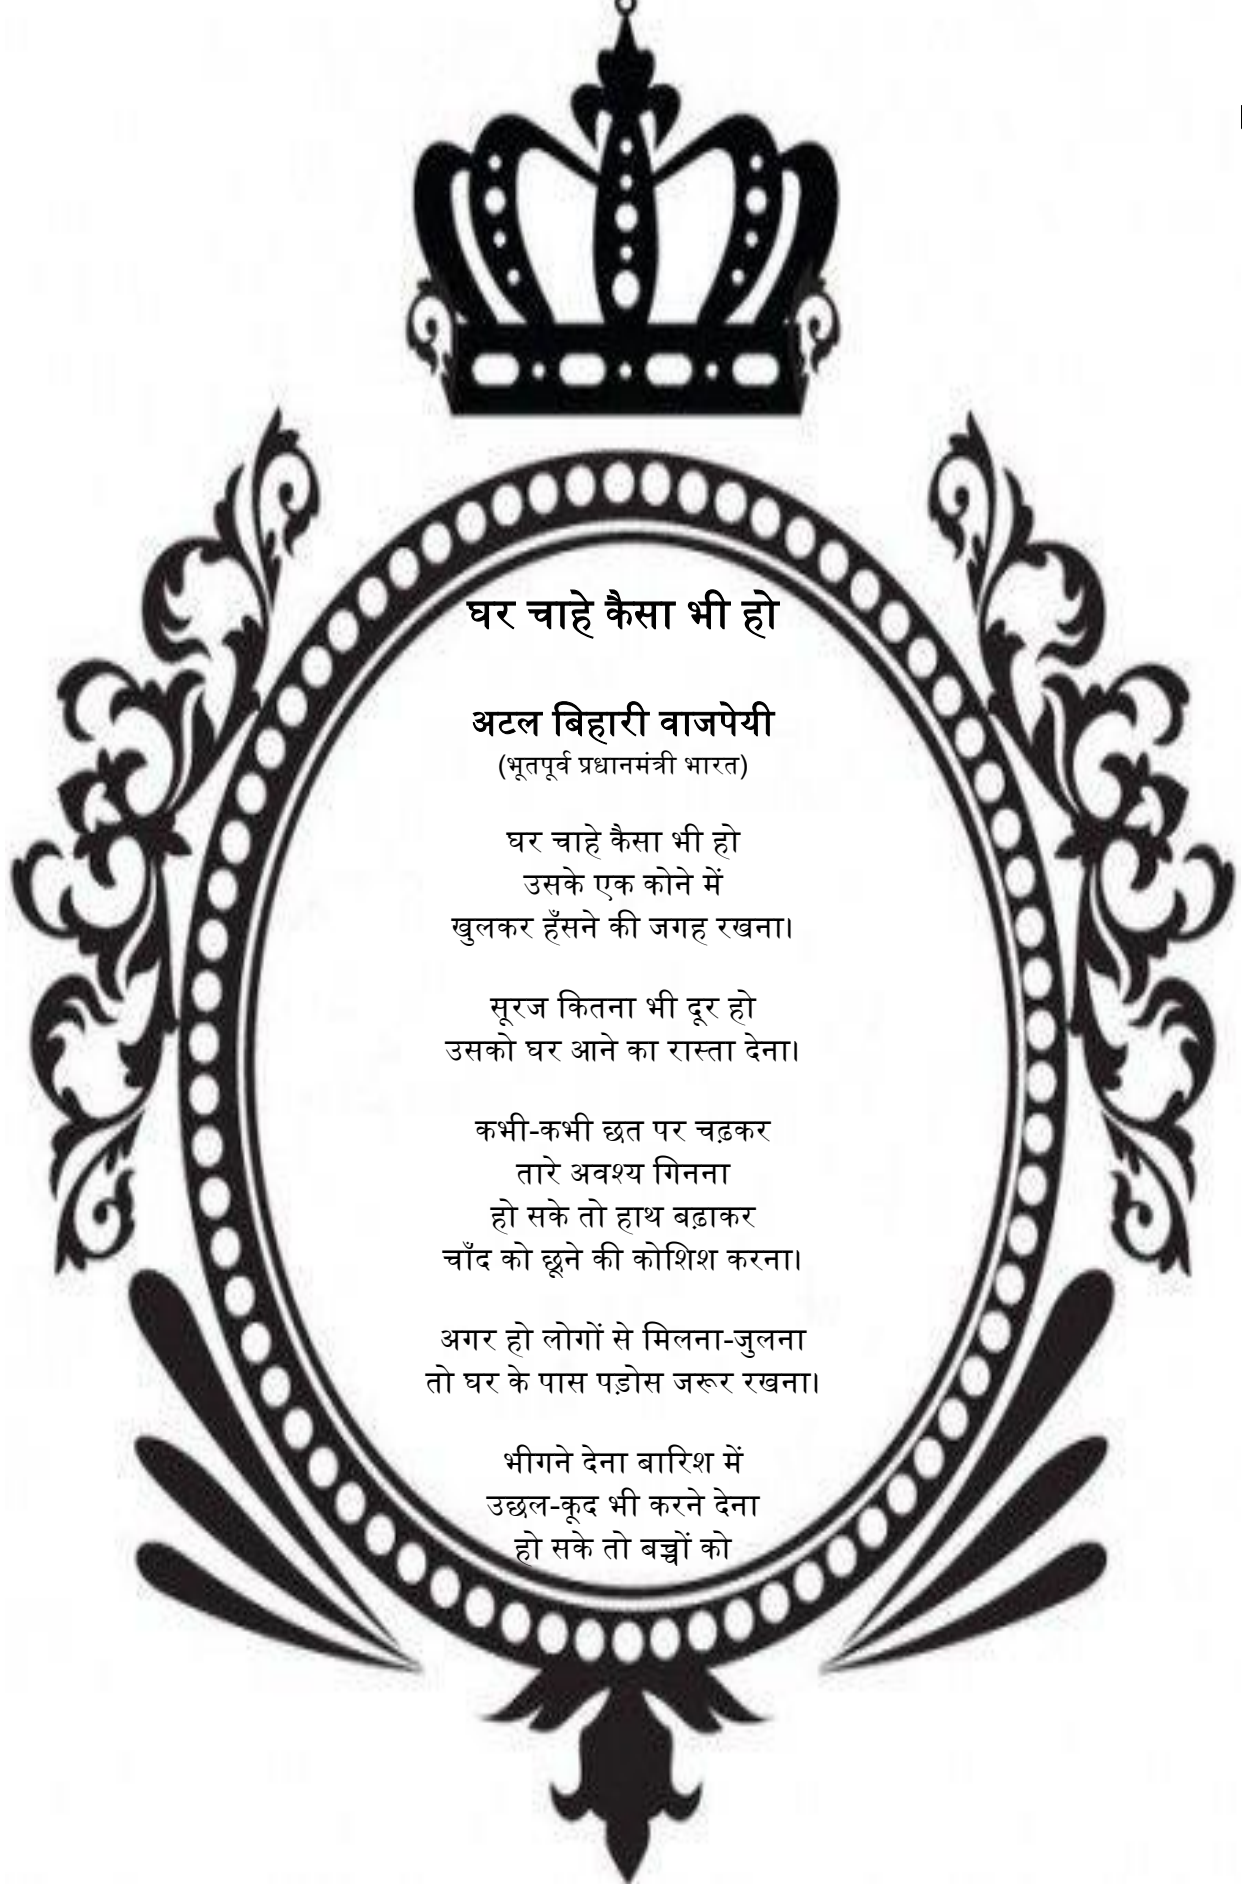 घर चाहे कैसा भी हो
अटल बिहारी वाजपेयी
(भूतपूर्व प्रधानमंत्री भारत)
घर चाहे कैसा भी हो
उसके एक कोने में
खुलकर हँसने की जगह रखना।
सूरज कितना भी दूर हो
उसको घर आने का रास्ता देना।
कभी-कभी छत पर चढ़कर
तारे अवश्य गिनना
हो सके तो हाथ बढ़ाकर
चाँद को छूने की कोशिश करना।
अगर हो लोगों से मिलना-जुलना
तो घर के पास पड़ोस जरूर रखना।
भीगने देना बारिश में
उछल-कूद भी करने देना
हो सके तो बच्चों को